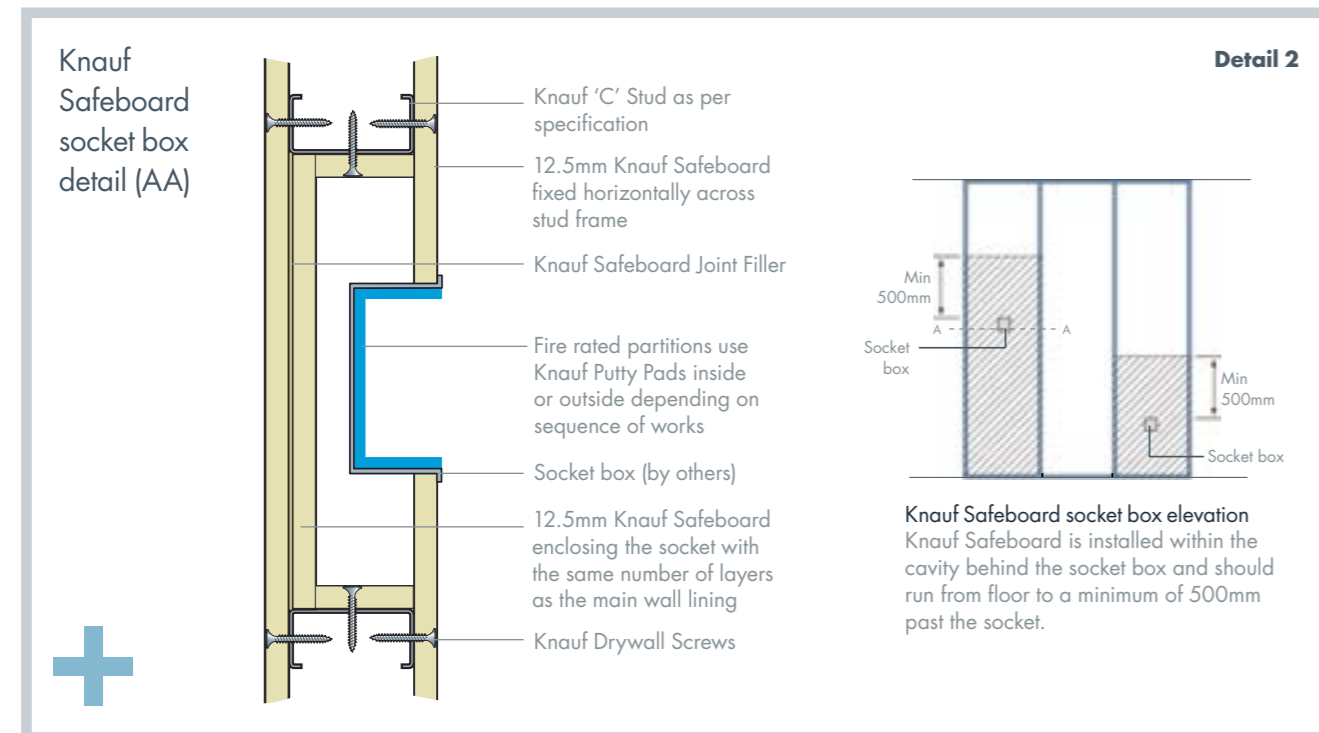 Knauf
Safeboard
socket box
detail (AA)
Detail 2
Knauf ‘C’ Stud as per
specification
12.5mm Knauf Safeboard
fixed horizontally across
stud frame
Knauf Safeboard Joint Filler
Fire rated partitions use
Knauf Putty Pads inside
or outside depending on
sequence of works
Socket box (by others)
12.5mm Knauf Safeboard
enclosing the socket with
the same number of layers
as the main wall lining
Knauf Drywall Screws
Min
500mm
A
A
Socket
box
Min
500mm
Socket box
Knauf Safeboard socket box elevation
Knauf Safeboard is installed within the
cavity behind the socket box and should
run from floor to a minimum of 500mm
past the socket.